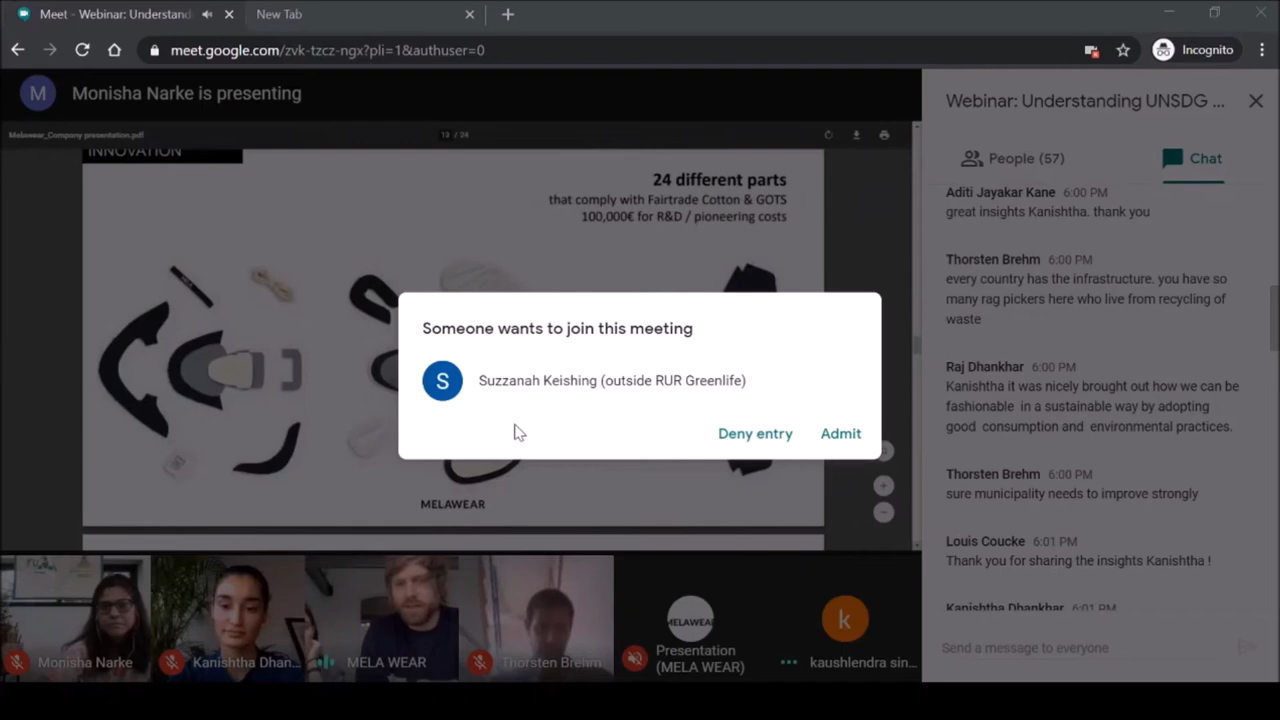 Meet - Webinar: Understand
New Tab
meet.google.com/zvk-tzcz-ngx?pli=1&authuser=0
Incognito
M
Monisha Narke is presenting
Melawear_Company presentation.pdf
13 / 24
INNOVATION
24 different parts
that comply with Fairtrade Cotton & GOTS
100,000€ for R&D / pioneering costs
MELAWEAR
Someone wants to join this meeting
S
Suzzanah Keishing (outside RUR Greenlife)
Deny entry
Admit
Webinar: Understanding UNSDG ...
People (57)
Chat
Aditi Jayakar Kane 6:00 PM
great insights Kanishtha. thank you
Thorsten Brehm 6:00 PM
every country has the infrastructure. you have so
many rag pickers here who live from recycling of
waste
Raj Dhankhar 6:00 PM
Kanishtha it was nicely brought out how we can be
fashionable in a sustainable way by adopting
good consumption and environmental practices.
Thorsten Brehm 6:00 PM
sure municipality needs to improve strongly
Louis Coucke 6:01 PM
Thank you for sharing the insights Kanishtha !
Kanishtha Dhankhar 6:01 PM
Send a message to everyone
Monisha Narke
Kanishtha Dhan...
MELA WEAR
Thorsten Brehm
MELAWEAR
Presentation
(MELA WEAR)
k
kaushlendra sin...